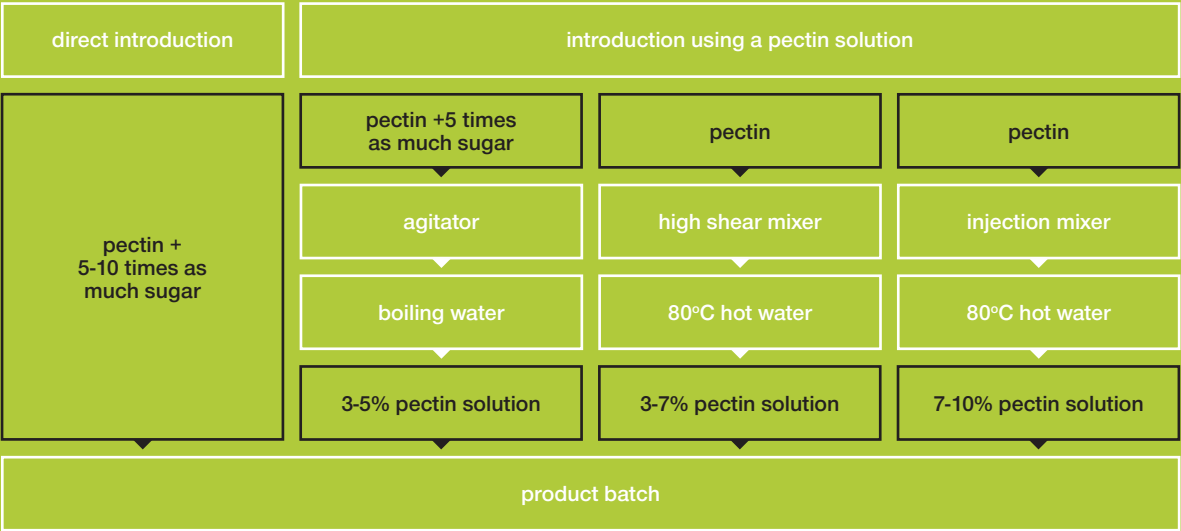 direct introduction
introduction using a pectin solution
pectin +
5-10 times as
much sugar
pectin +5 times
as much sugar
agitator
boiling water
3-5% pectin solution
pectin
high shear mixer
80°C hot water
3-7% pectin solution
pectin
injection mixer
80°C hot water
7-10% pectin solution
product batch